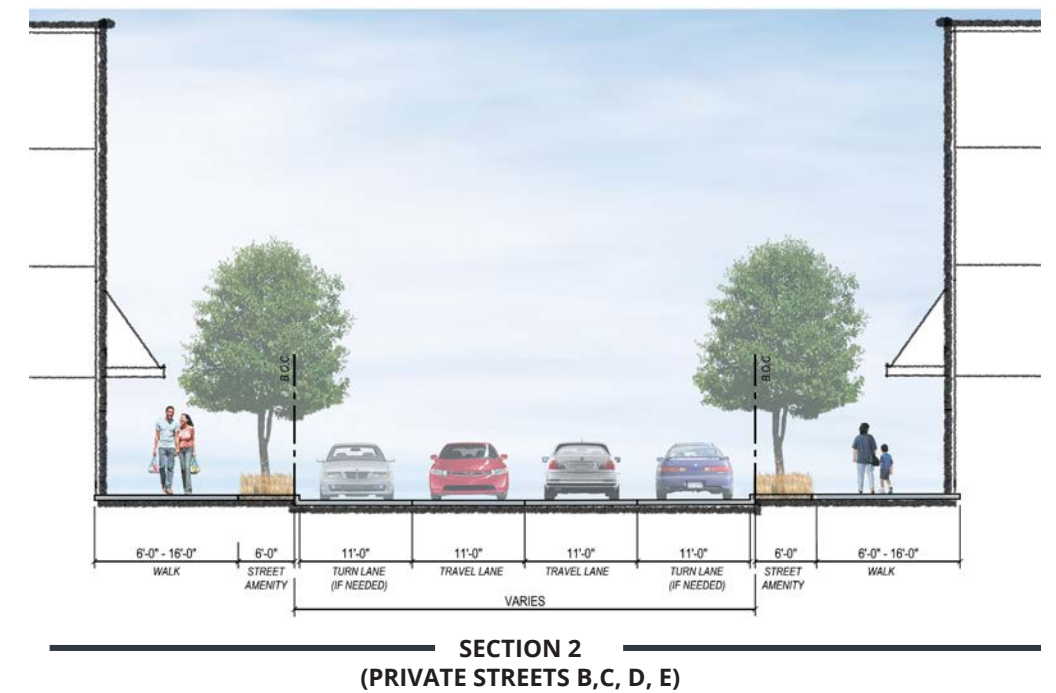 B.O.C
B.O.C
6'-0" - 16'-0"
WALK
6'-0"
STREET
AMENITY
11'-0"
TURN LANE
(IF NEEDED)
11'-0"
TRAVEL LANE
11'-0"
TRAVEL LANE
11'-0"
TURN LANE
(IF NEEDED)
6'-0"
STREET
AMENITY
6'-0" - 16'-0"
WALK
VARIES
SECTION 2
(PRIVATE STREETS B,C, D, E)